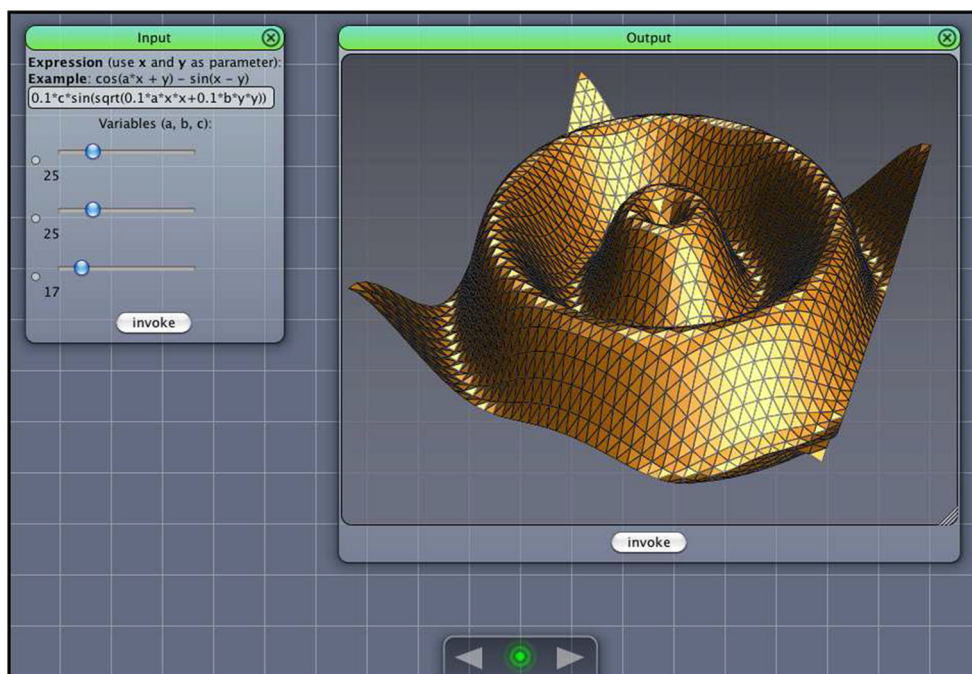 Input
Expression (use x and y as parameter):
Example: cos(a*x + y) - sin(x - y)
0.1*c*sin(sqrt(0.1*a*x*x+0.1*b*y*y))
Variables (a, b, c):
25
25
17
invoke
Output
invoke